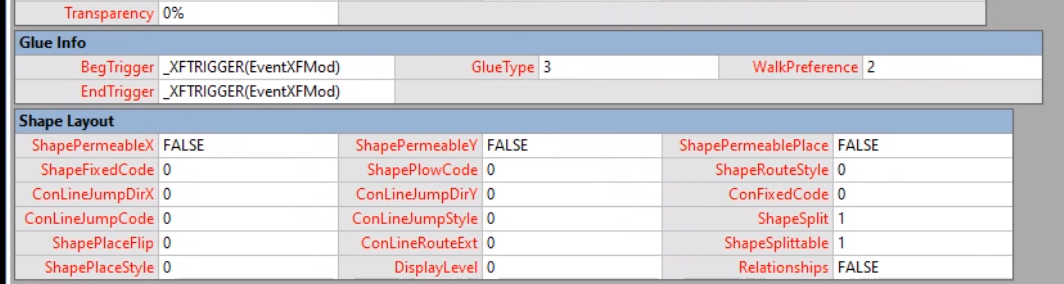 Transparency 0%
Glue Info
BegTrigger _XFTRIGGER(EventXFMod) GlueType 3 WalkPreference 2
EndTrigger _XFTRIGGER(EventXFMod)
Shape Layout
ShapePermeableX FALSE ShapePermeableY FALSE ShapePermeablePlace FALSE
ShapeFixedCode 0 ShapePlowCode 0 ShapeRouteStyle 0
ConLineJumpDirX 0 ConLineJumpDirY 0 ConFixedCode 0
ConLineJumpCode 0 ConLineJumpStyle 0 ShapeSplit 1
ShapePlaceFlip 0 ConLineRouteExt 0 ShapeSplittable 1
ShapePlaceStyle 0 DisplayLevel 0 Relationships FALSE